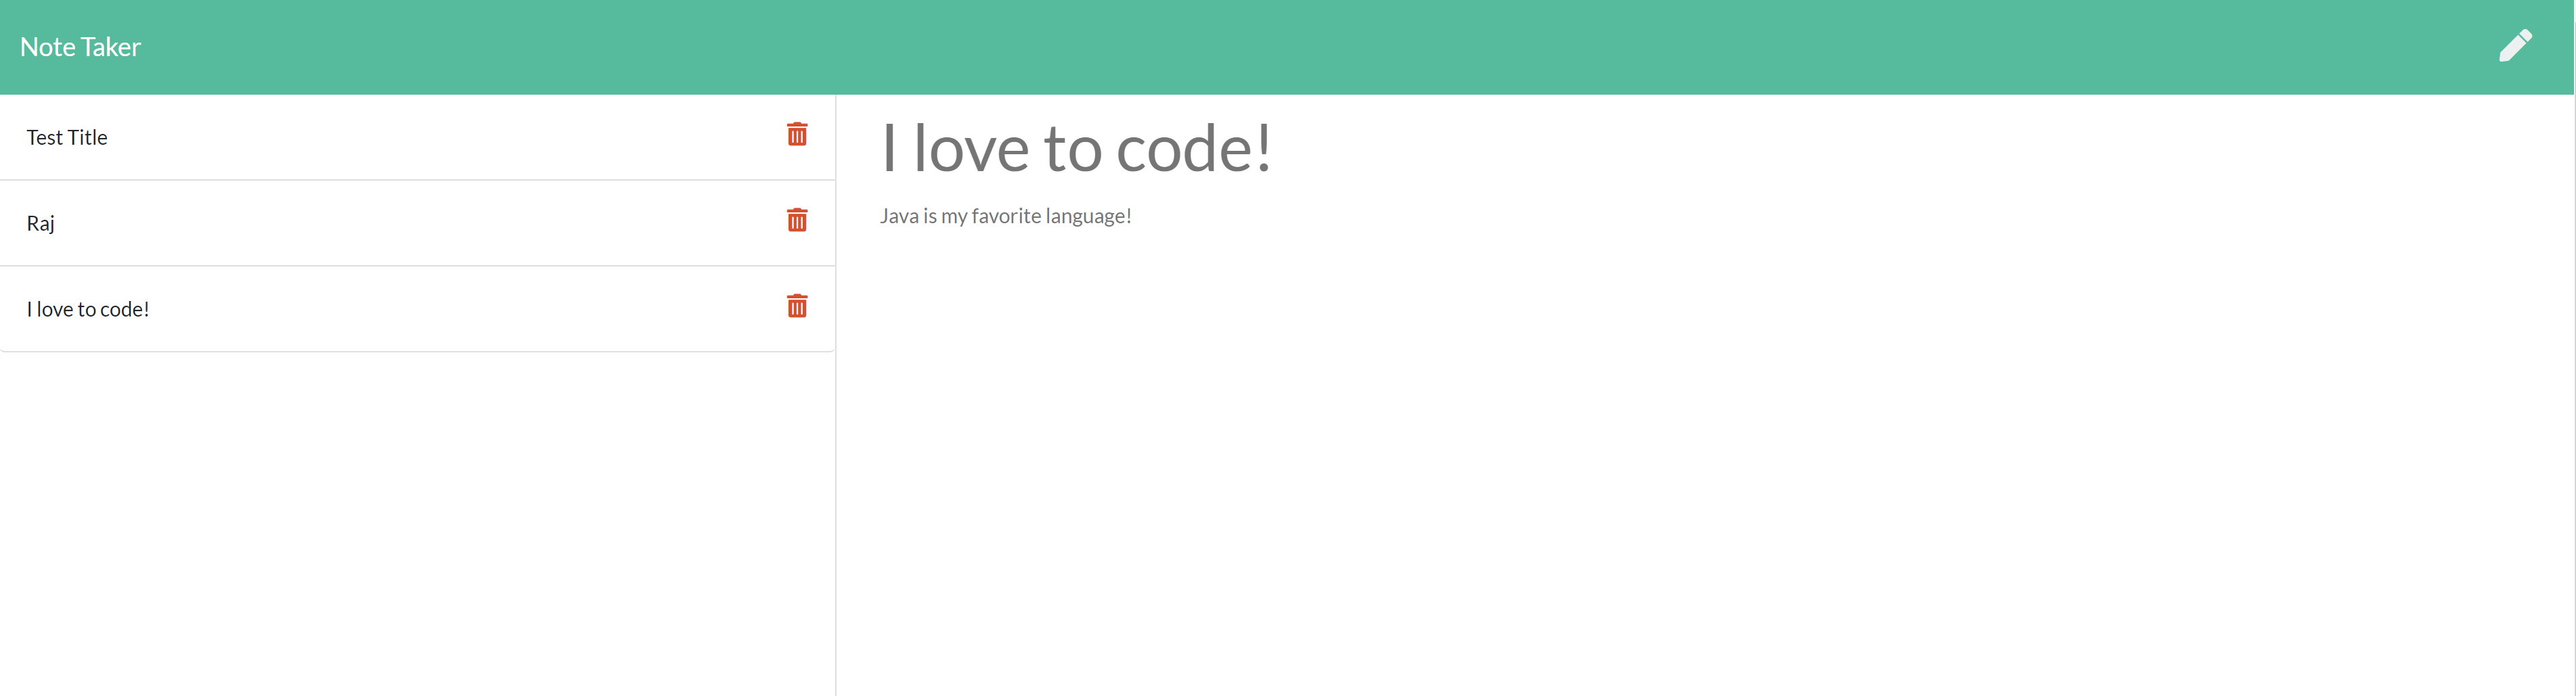 Note Taker
Test Title
Raj
I love to code!
I love to code!
Java is my favorite language!